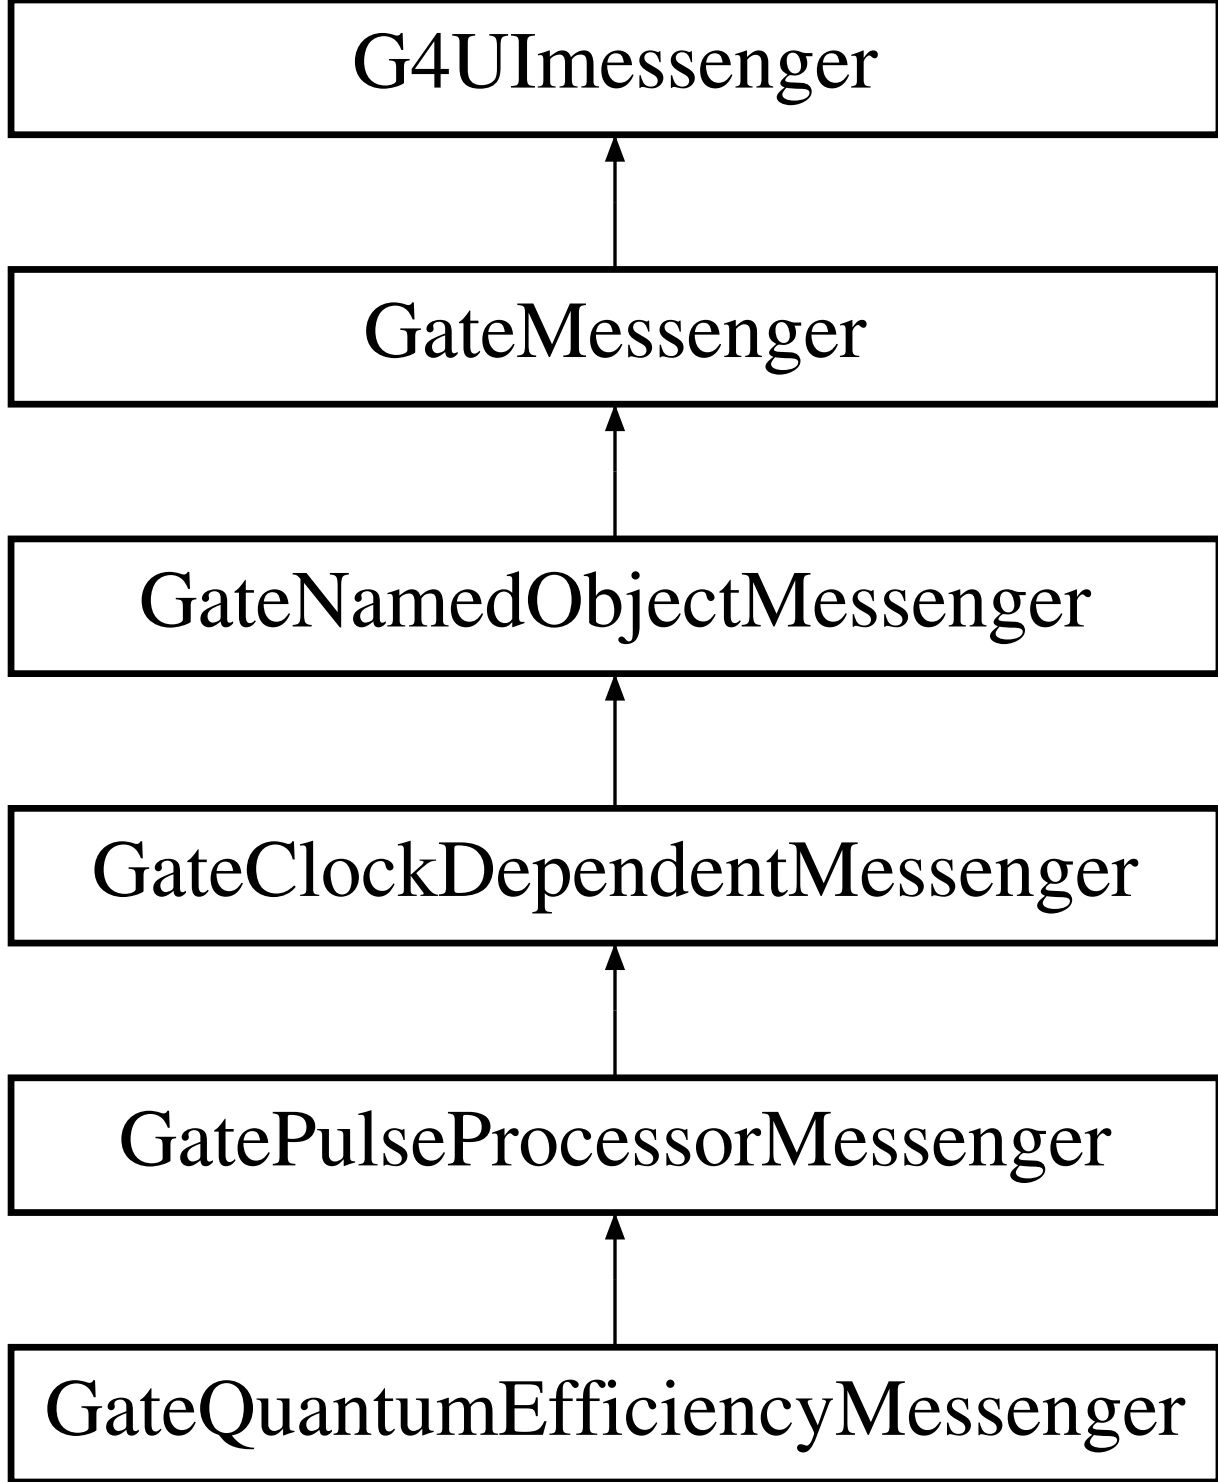 G4UImessenger
GateMessenger
GateNamedObjectMessenger
GateClockDependentMessenger
GatePulseProcessorMessenger
GateQuantumEfficiencyMessenger